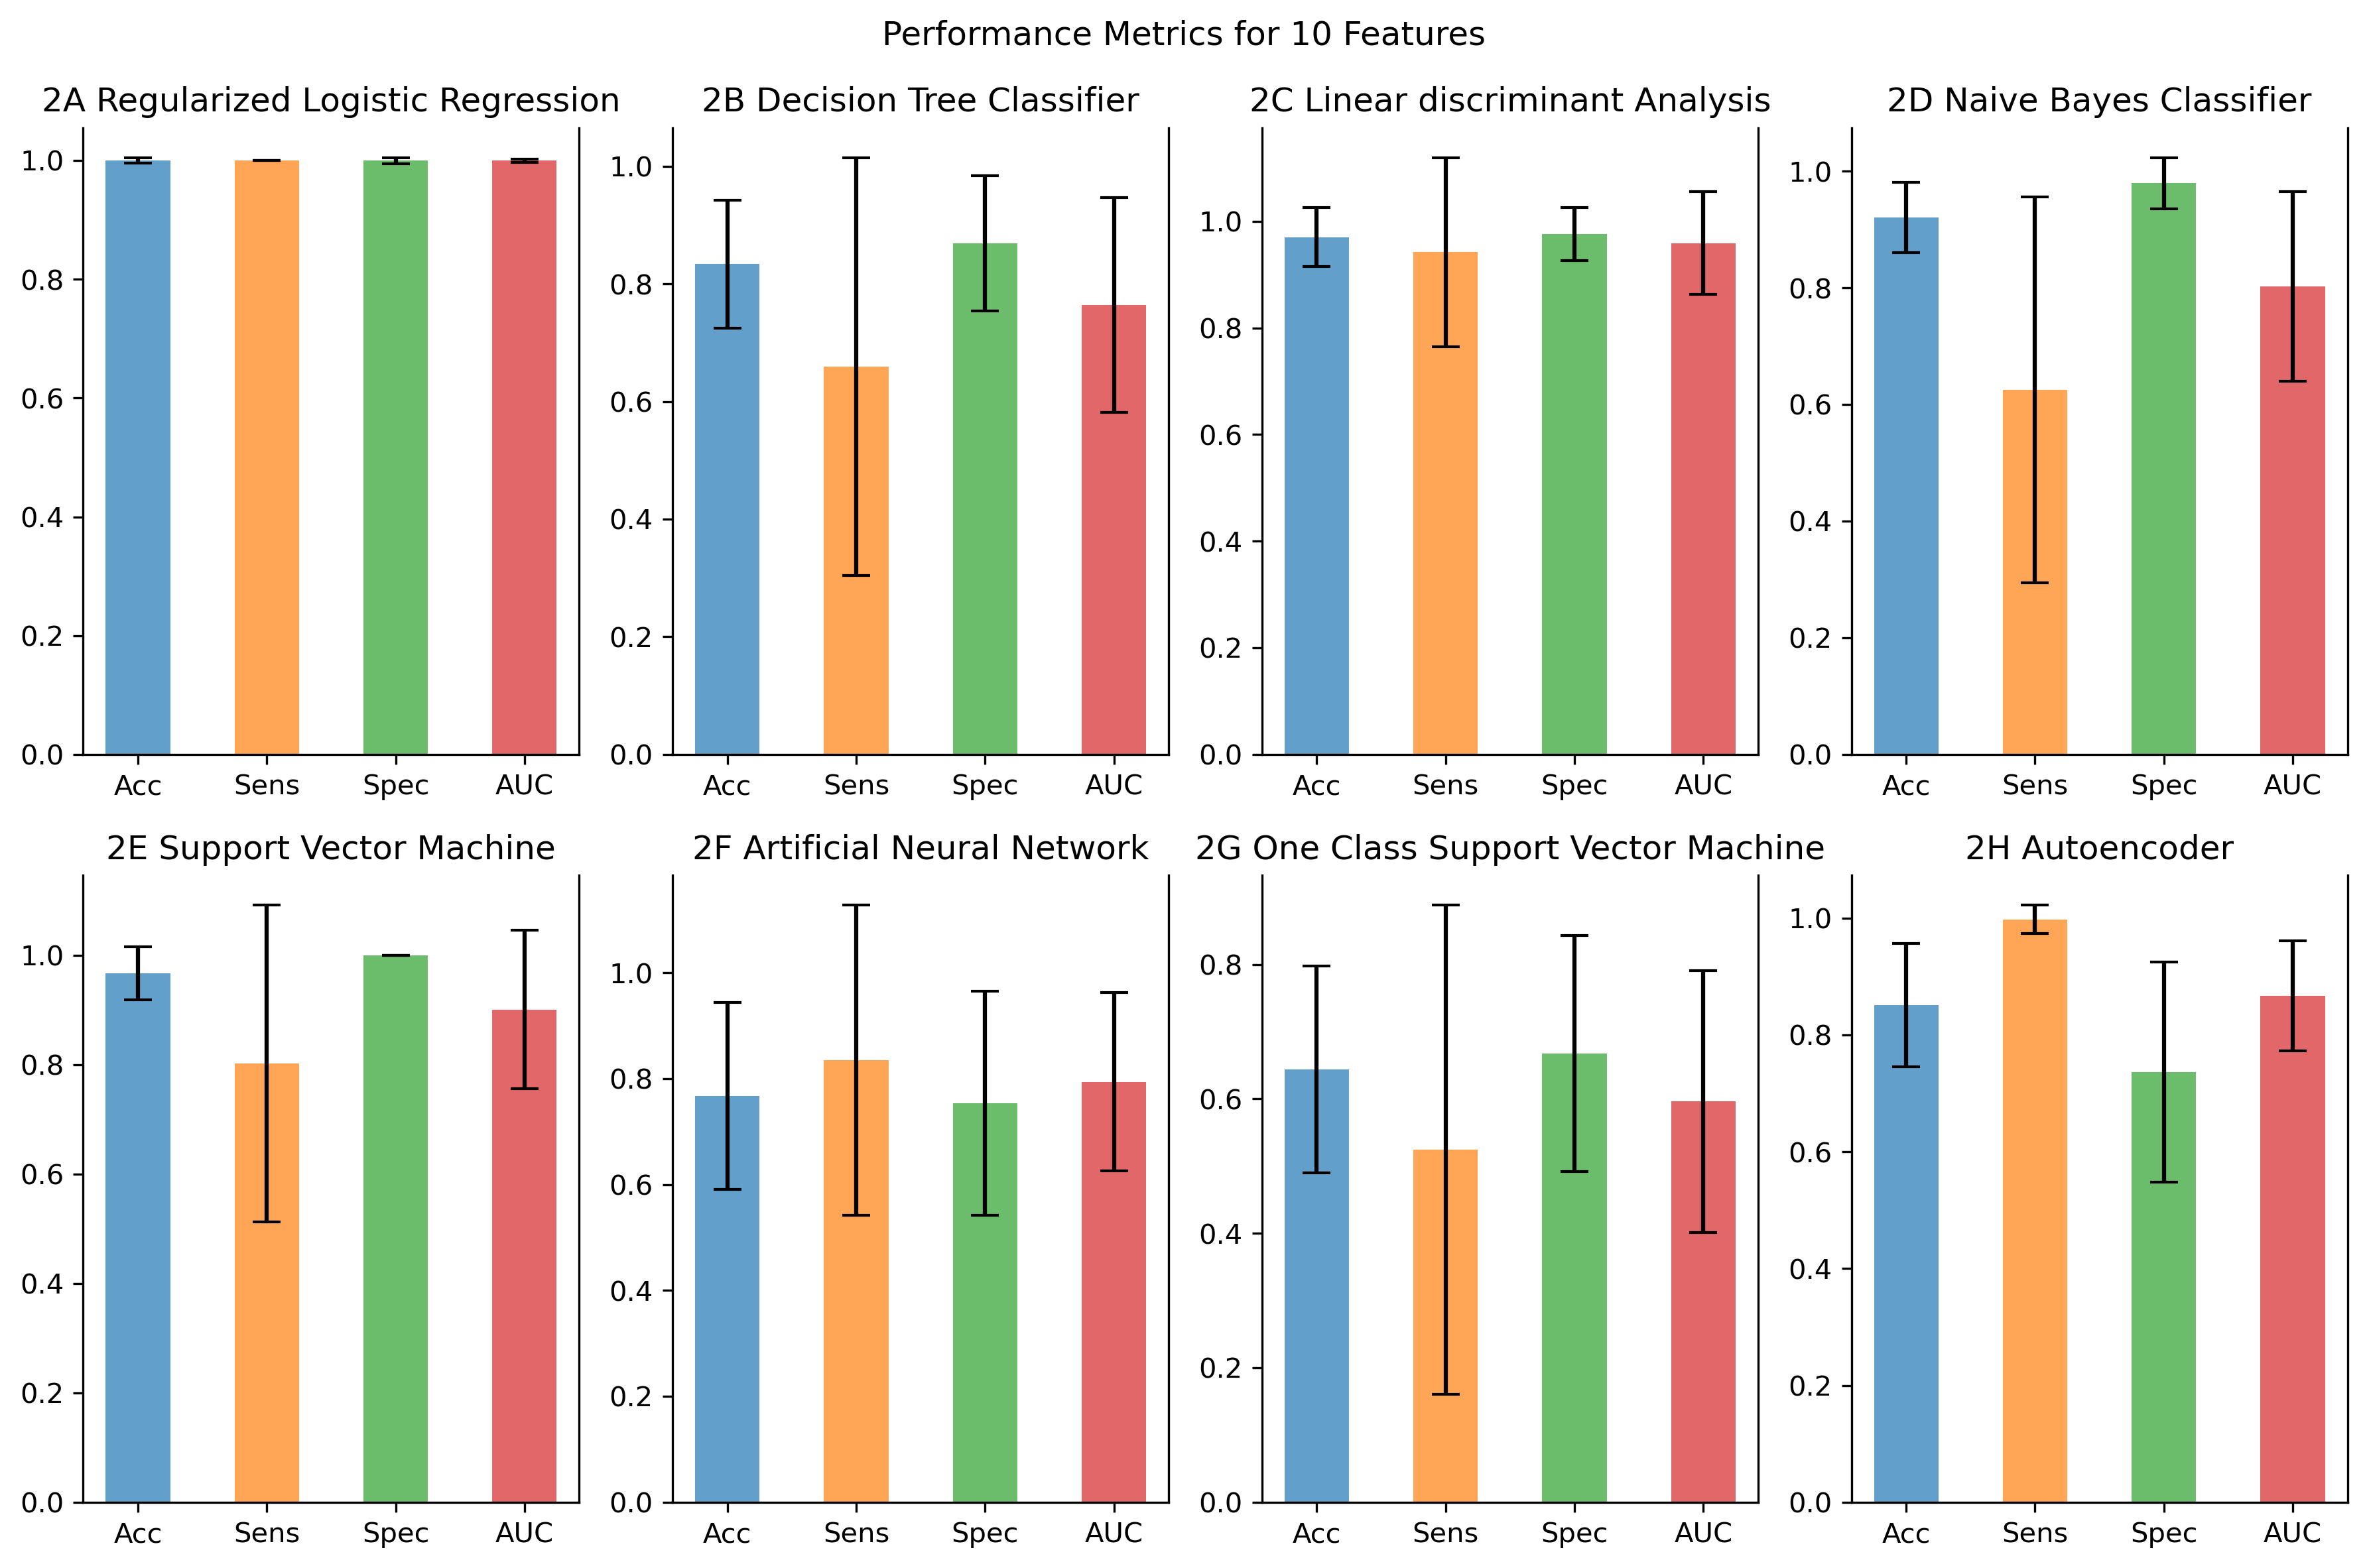 Performance Metrics for 10 Features
2A Regularized Logistic Regression
1.0
0.8
0.6
0.4
0.2
0.0
Acc Sens Spec AUC
2B Decision Tree Classifier
1.0
0.8
0.6
0.4
0.2
0.0
Acc Sens Spec AUC
2C Linear discriminant Analysis
1.0
0.8
0.6
0.4
0.2
0.0
Acc Sens Spec AUC
2D Naive Bayes Classifier
1.0
0.8
0.6
0.4
0.2
0.0
Acc Sens Spec AUC
2E Support Vector Machine
1.0
0.8
0.6
0.4
0.2
0.0
Acc Sens Spec AUC
2F Artificial Neural Network
1.0
0.8
0.6
0.4
0.2
0.0
Acc Sens Spec AUC
2G One Class Support Vector Machine
0.8
0.6
0.4
0.2
0.0
Acc Sens Spec AUC
2H Autoencoder
1.0
0.8
0.6
0.4
0.2
0.0
Acc Sens Spec AUC